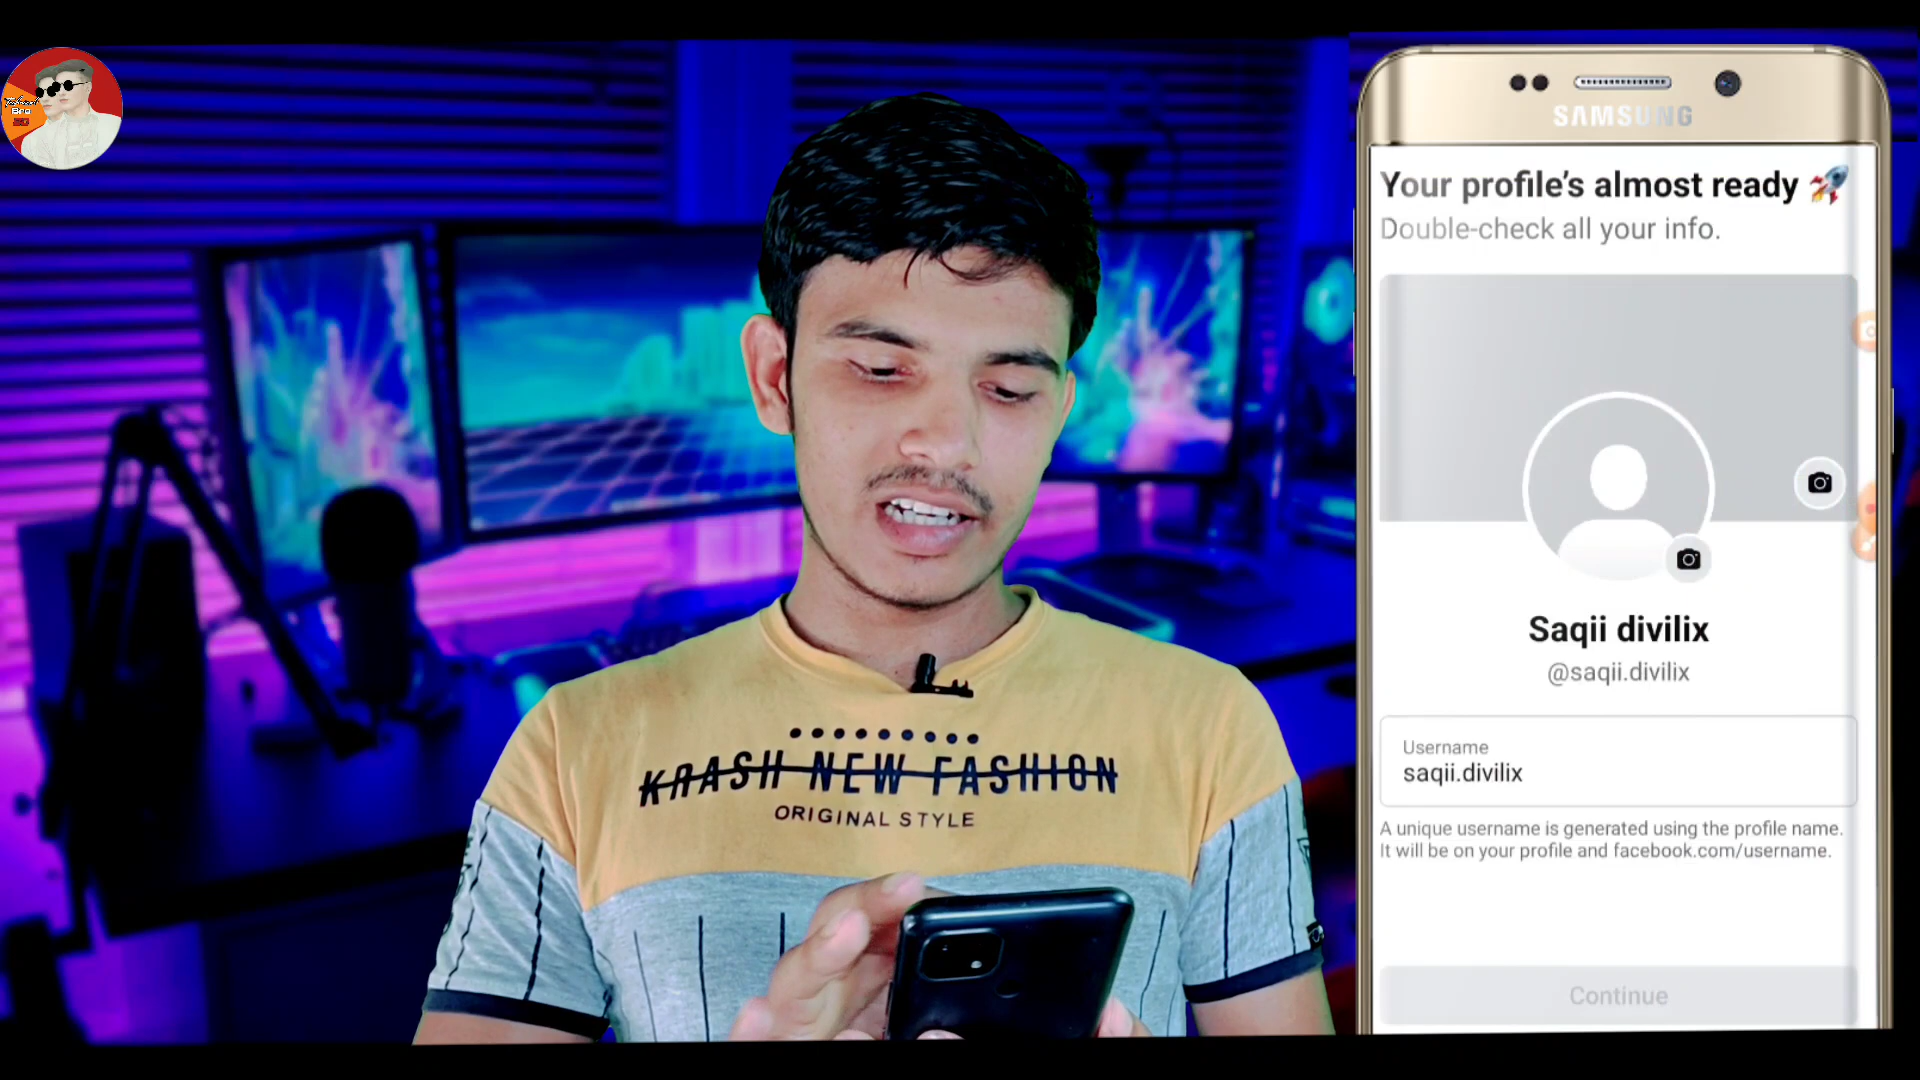 Bro
SAMSUNG
Your profile's almost ready 🚀
Double-check all your info.
Saqii divilix
@saqii.divilix
Username
saqii.divilix
A unique username is generated using the profile name.
It will be on your profile and facebook.com/username.
Continue
KRASH NEW FASHION
ORIGINAL STYLE